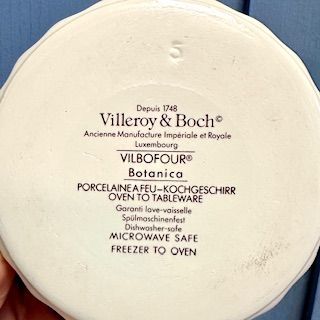 5
Depuis 1748
Villeroy & Boch©
Ancienne Manufacture Impériale et Royale
Luxembourg
VILBOFOUR®
Botanica
PORCELAINE A FEU–KOCHGESCHIRR
OVEN TO TABLEWARE
Garanti lave-vaisselle
Spülmaschinenfest
Dishwasher-safe
MICROWAVE SAFE
FREEZER TO OVEN